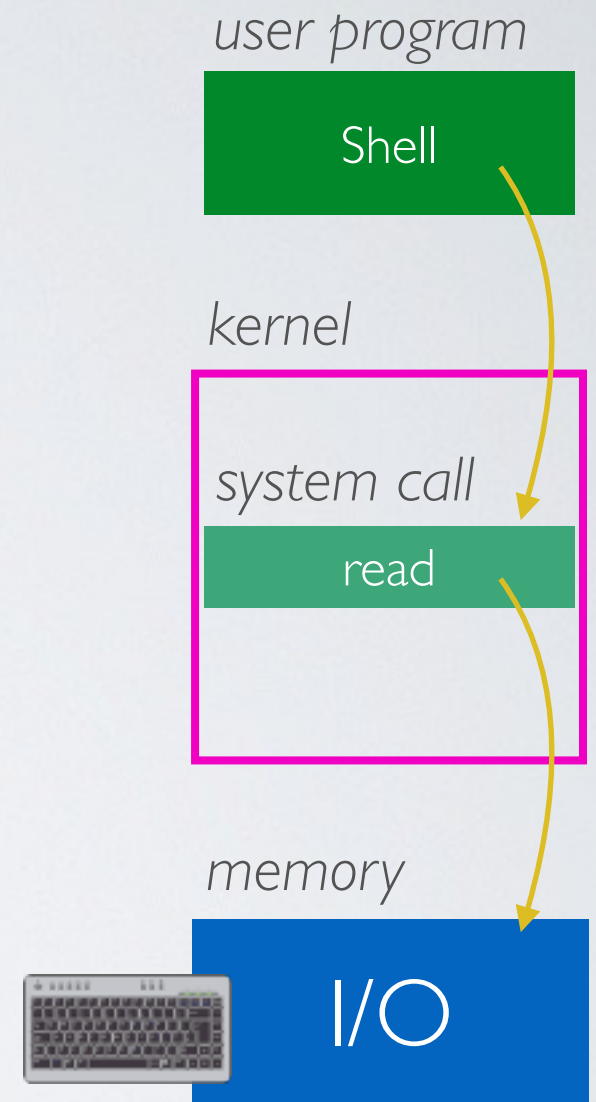 user program
Shell
kernel
system call
read
memory
I/O